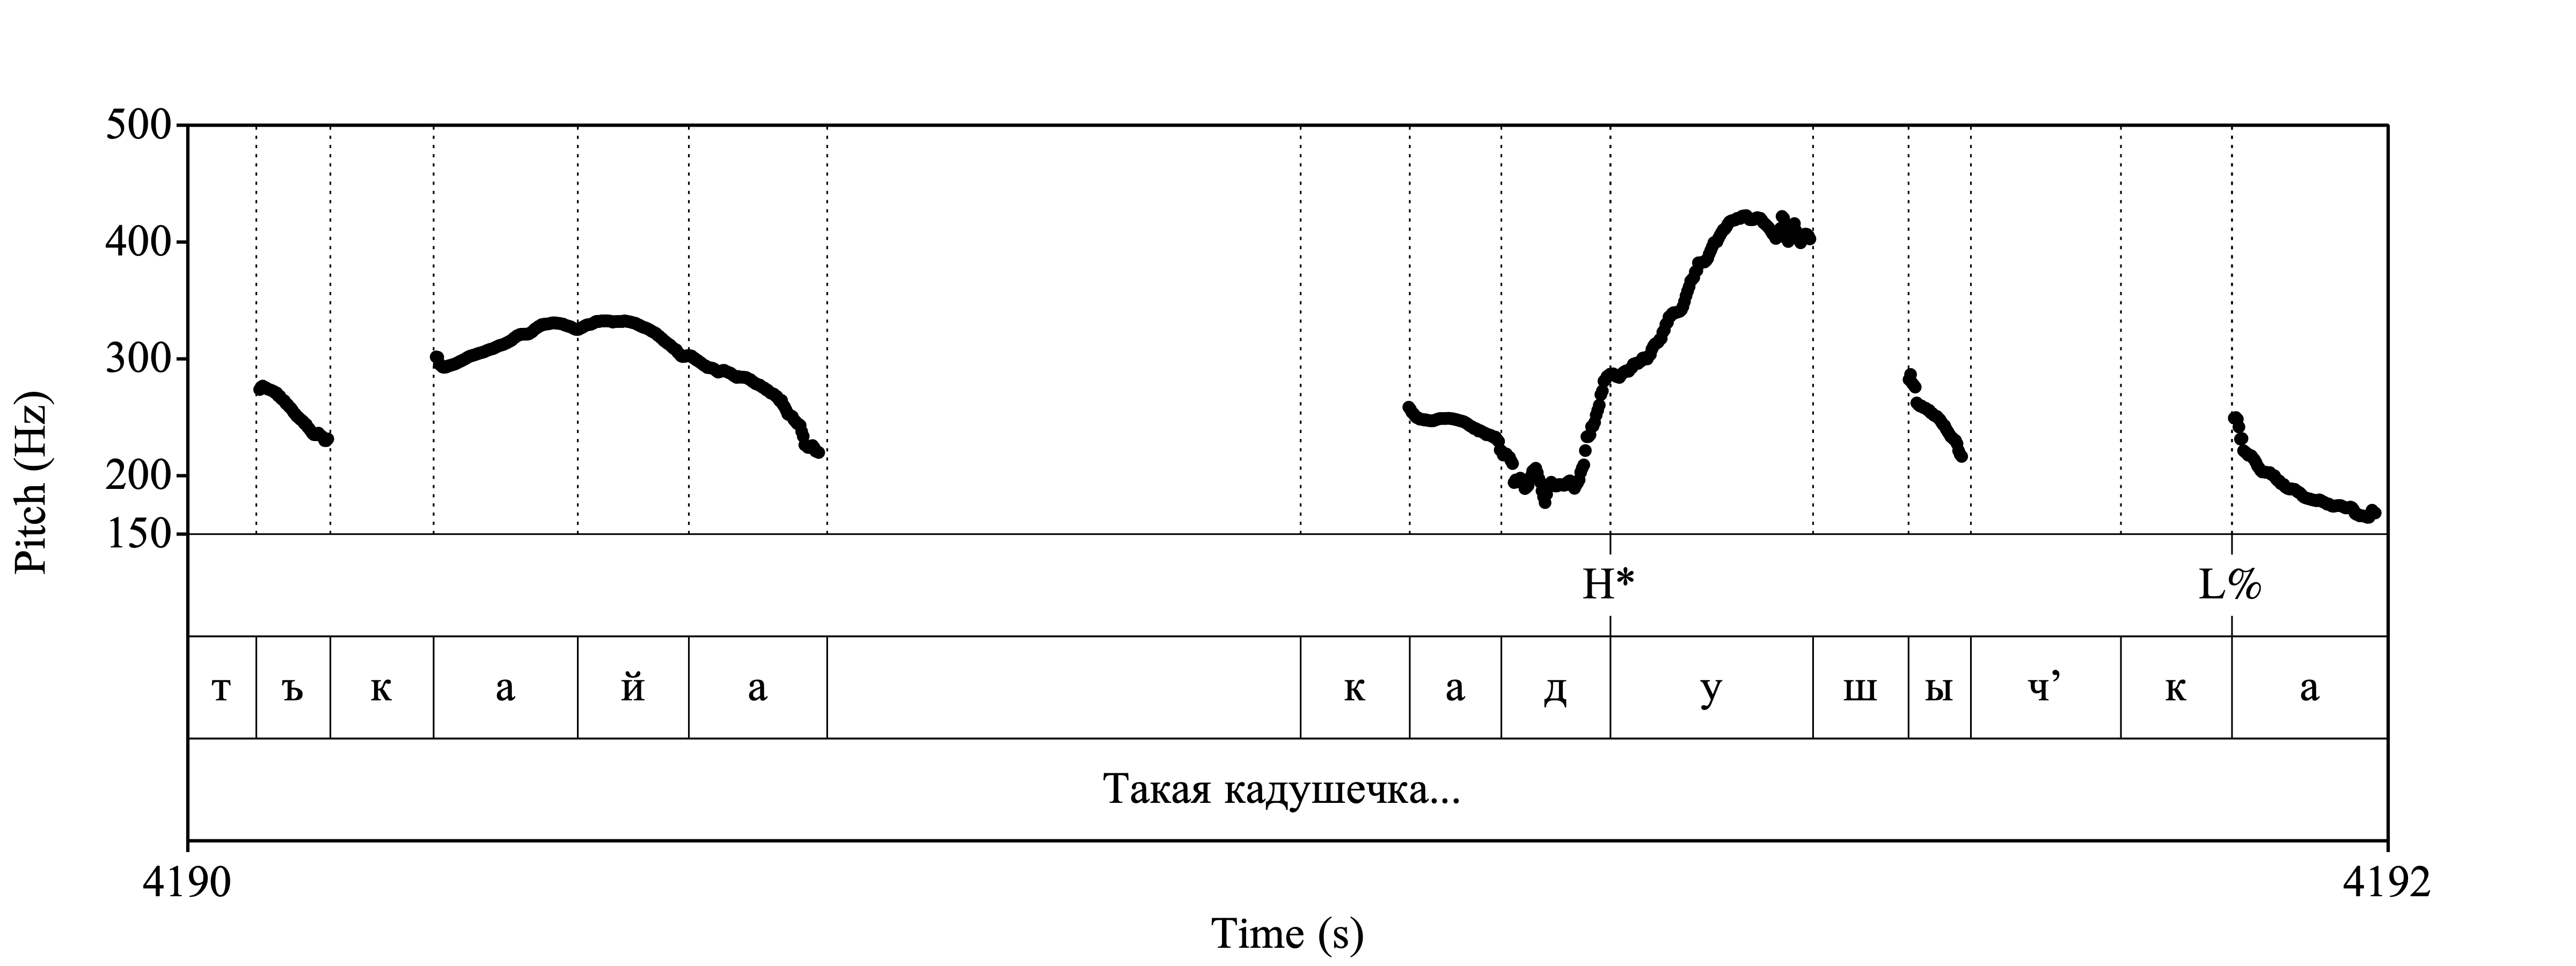 500
400
300
200
150
Pitch (Hz)
H* L%
т ъ к а й а к а д у ш ы ч’ к а
Такая кадушечка...
4190 4192
Time (s)